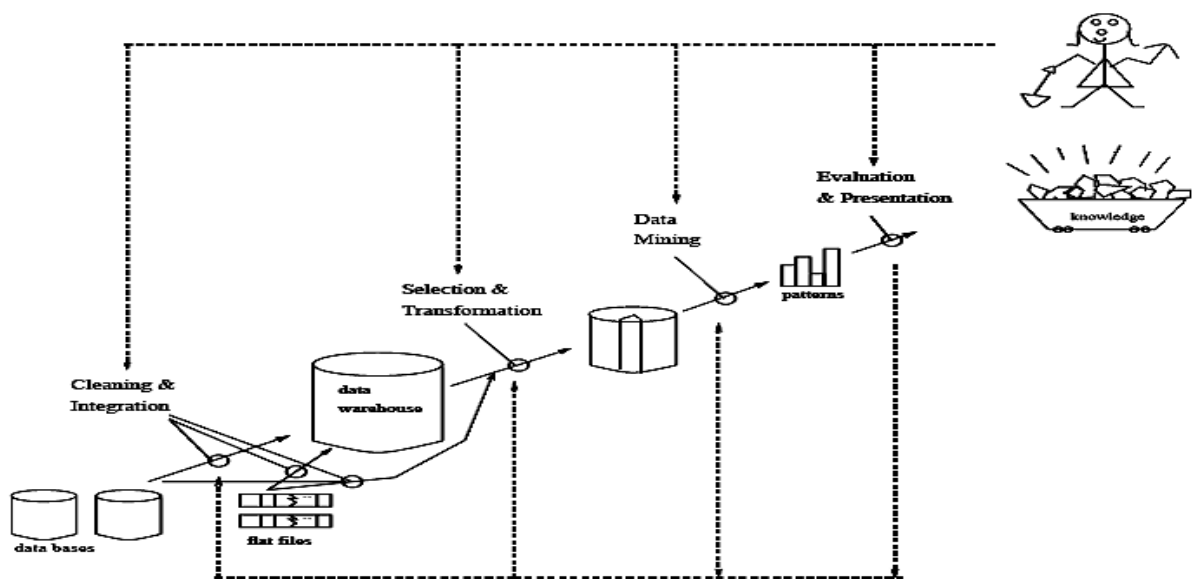 Evaluation
& Presentation
knowledge
Data
Mining
patterns
Selection &
Transformation
Cleaning &
Integration
data
warehouse
data bases
flat files